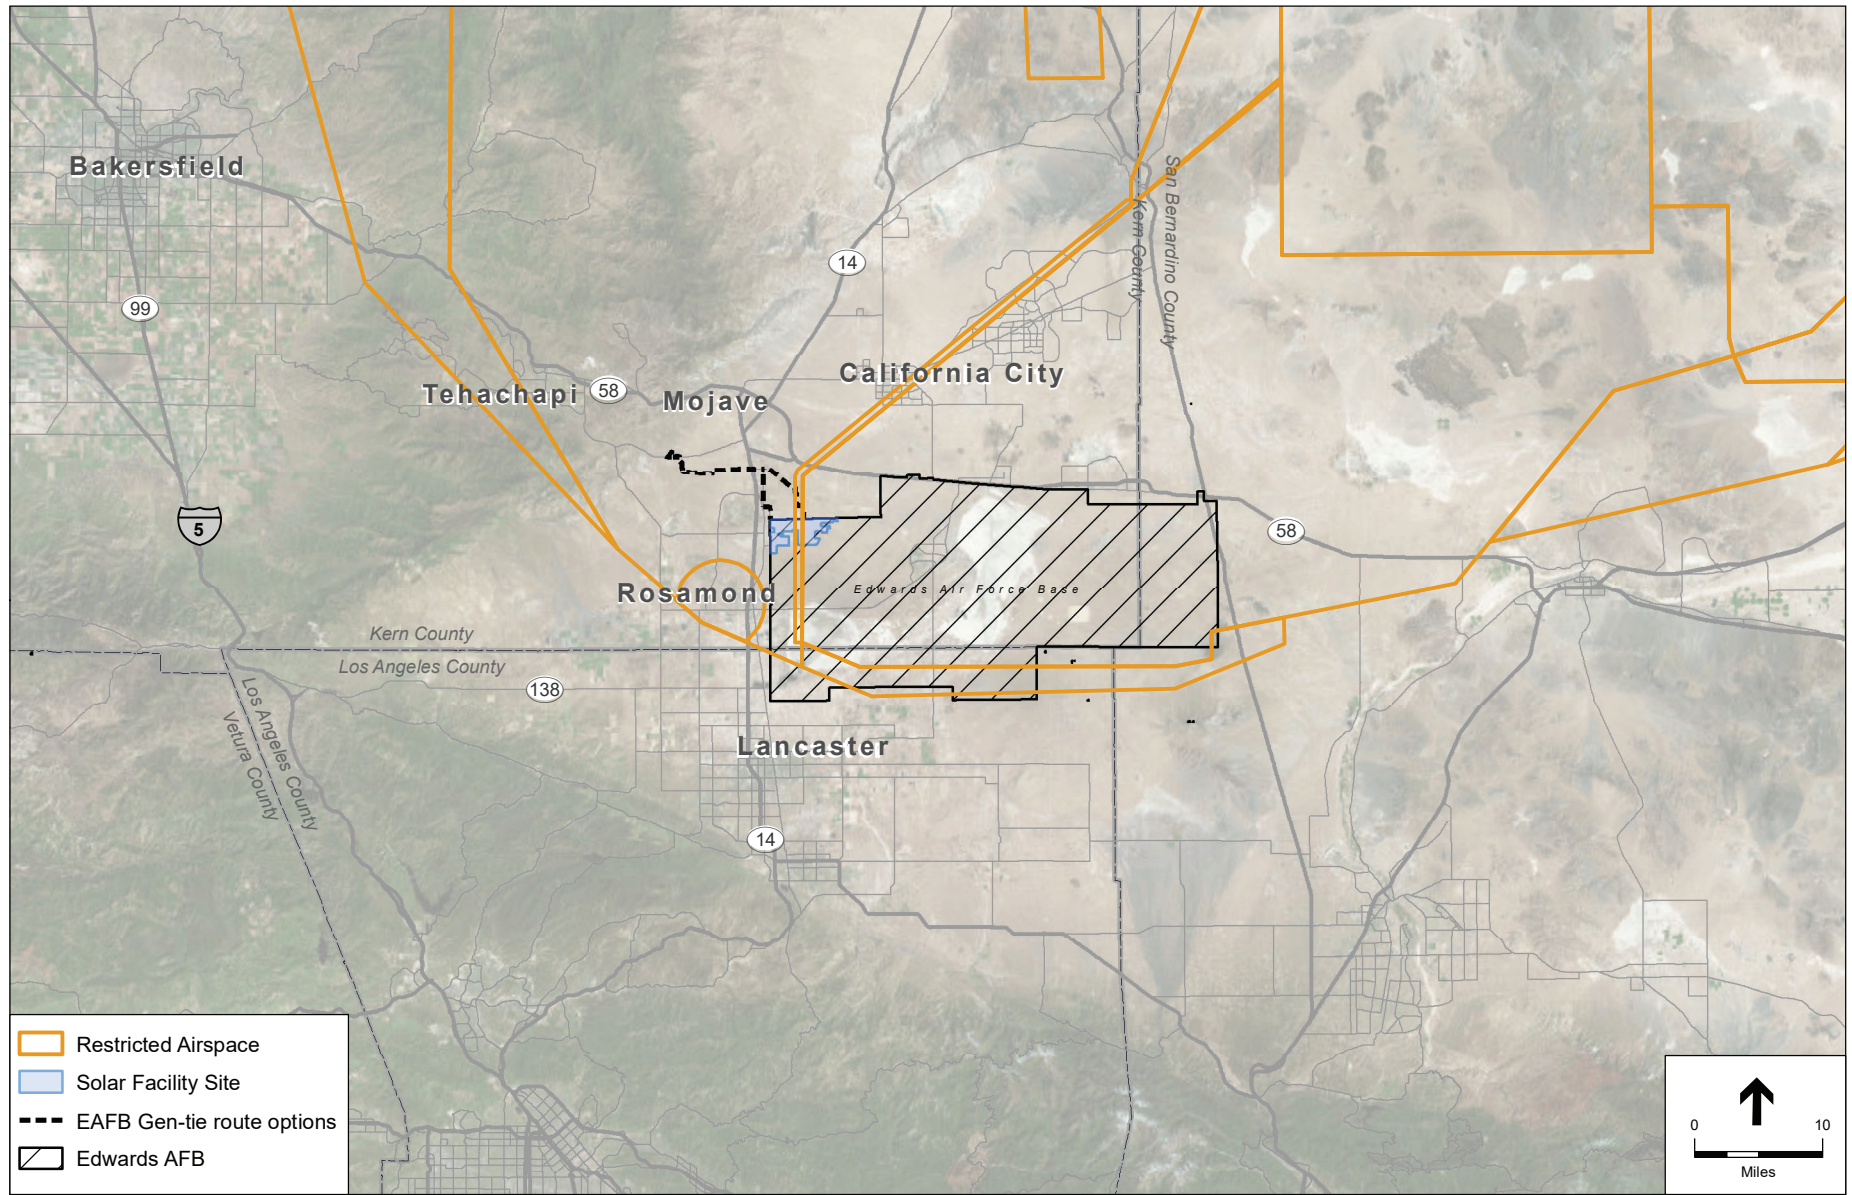 Bakersfield
San Bernardino County
Kern County
14
99
California City
Tehachapi
58
Mojave
5
58
Edwards Air Force Base
Rosamond
Kern County
Los Angeles County
138
Los Angeles County
Vetura County
Lancaster
14
Restricted Airspace
Solar Facility Site
EAFB Gen-tie route options
Edwards AFB
0 10
Miles